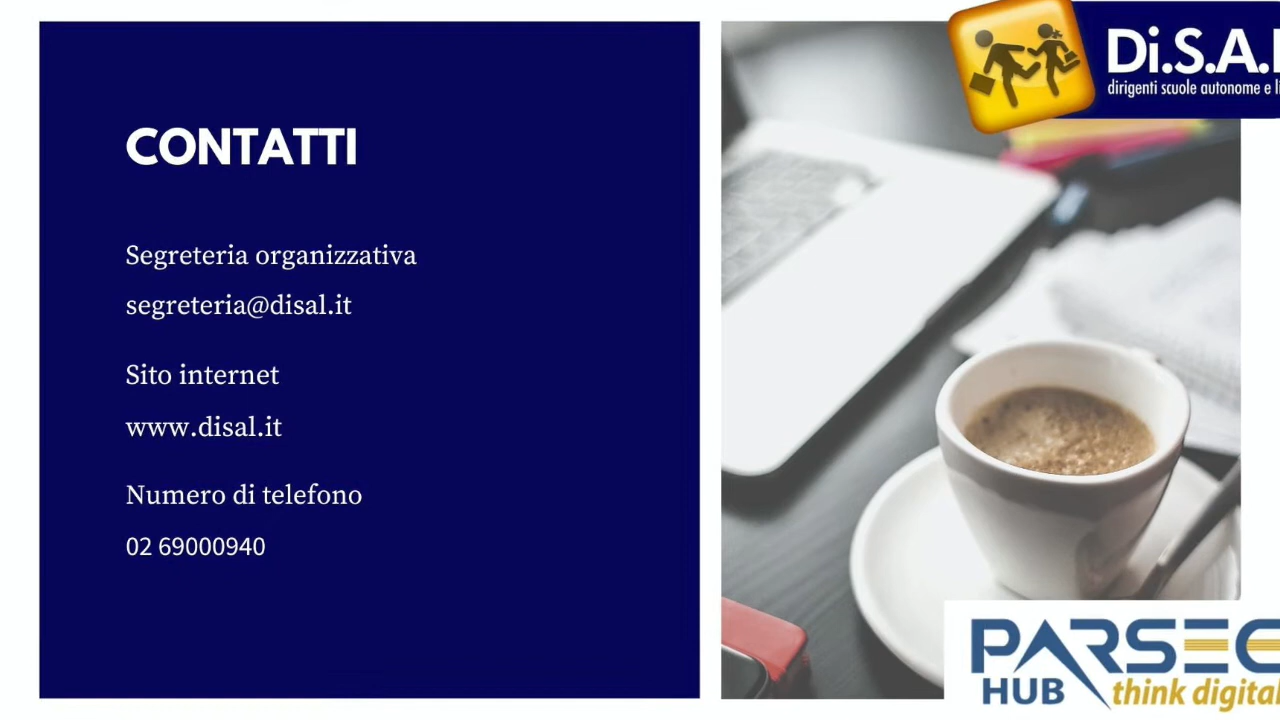 CONTATTI
Segreteria organizzativa
segreteria@disal.it
Sito internet
www.disal.it
Numero di telefono
02 69000940
Di.S.A.
dirigenti scuole autonome e
PARSEC
HUB think digital